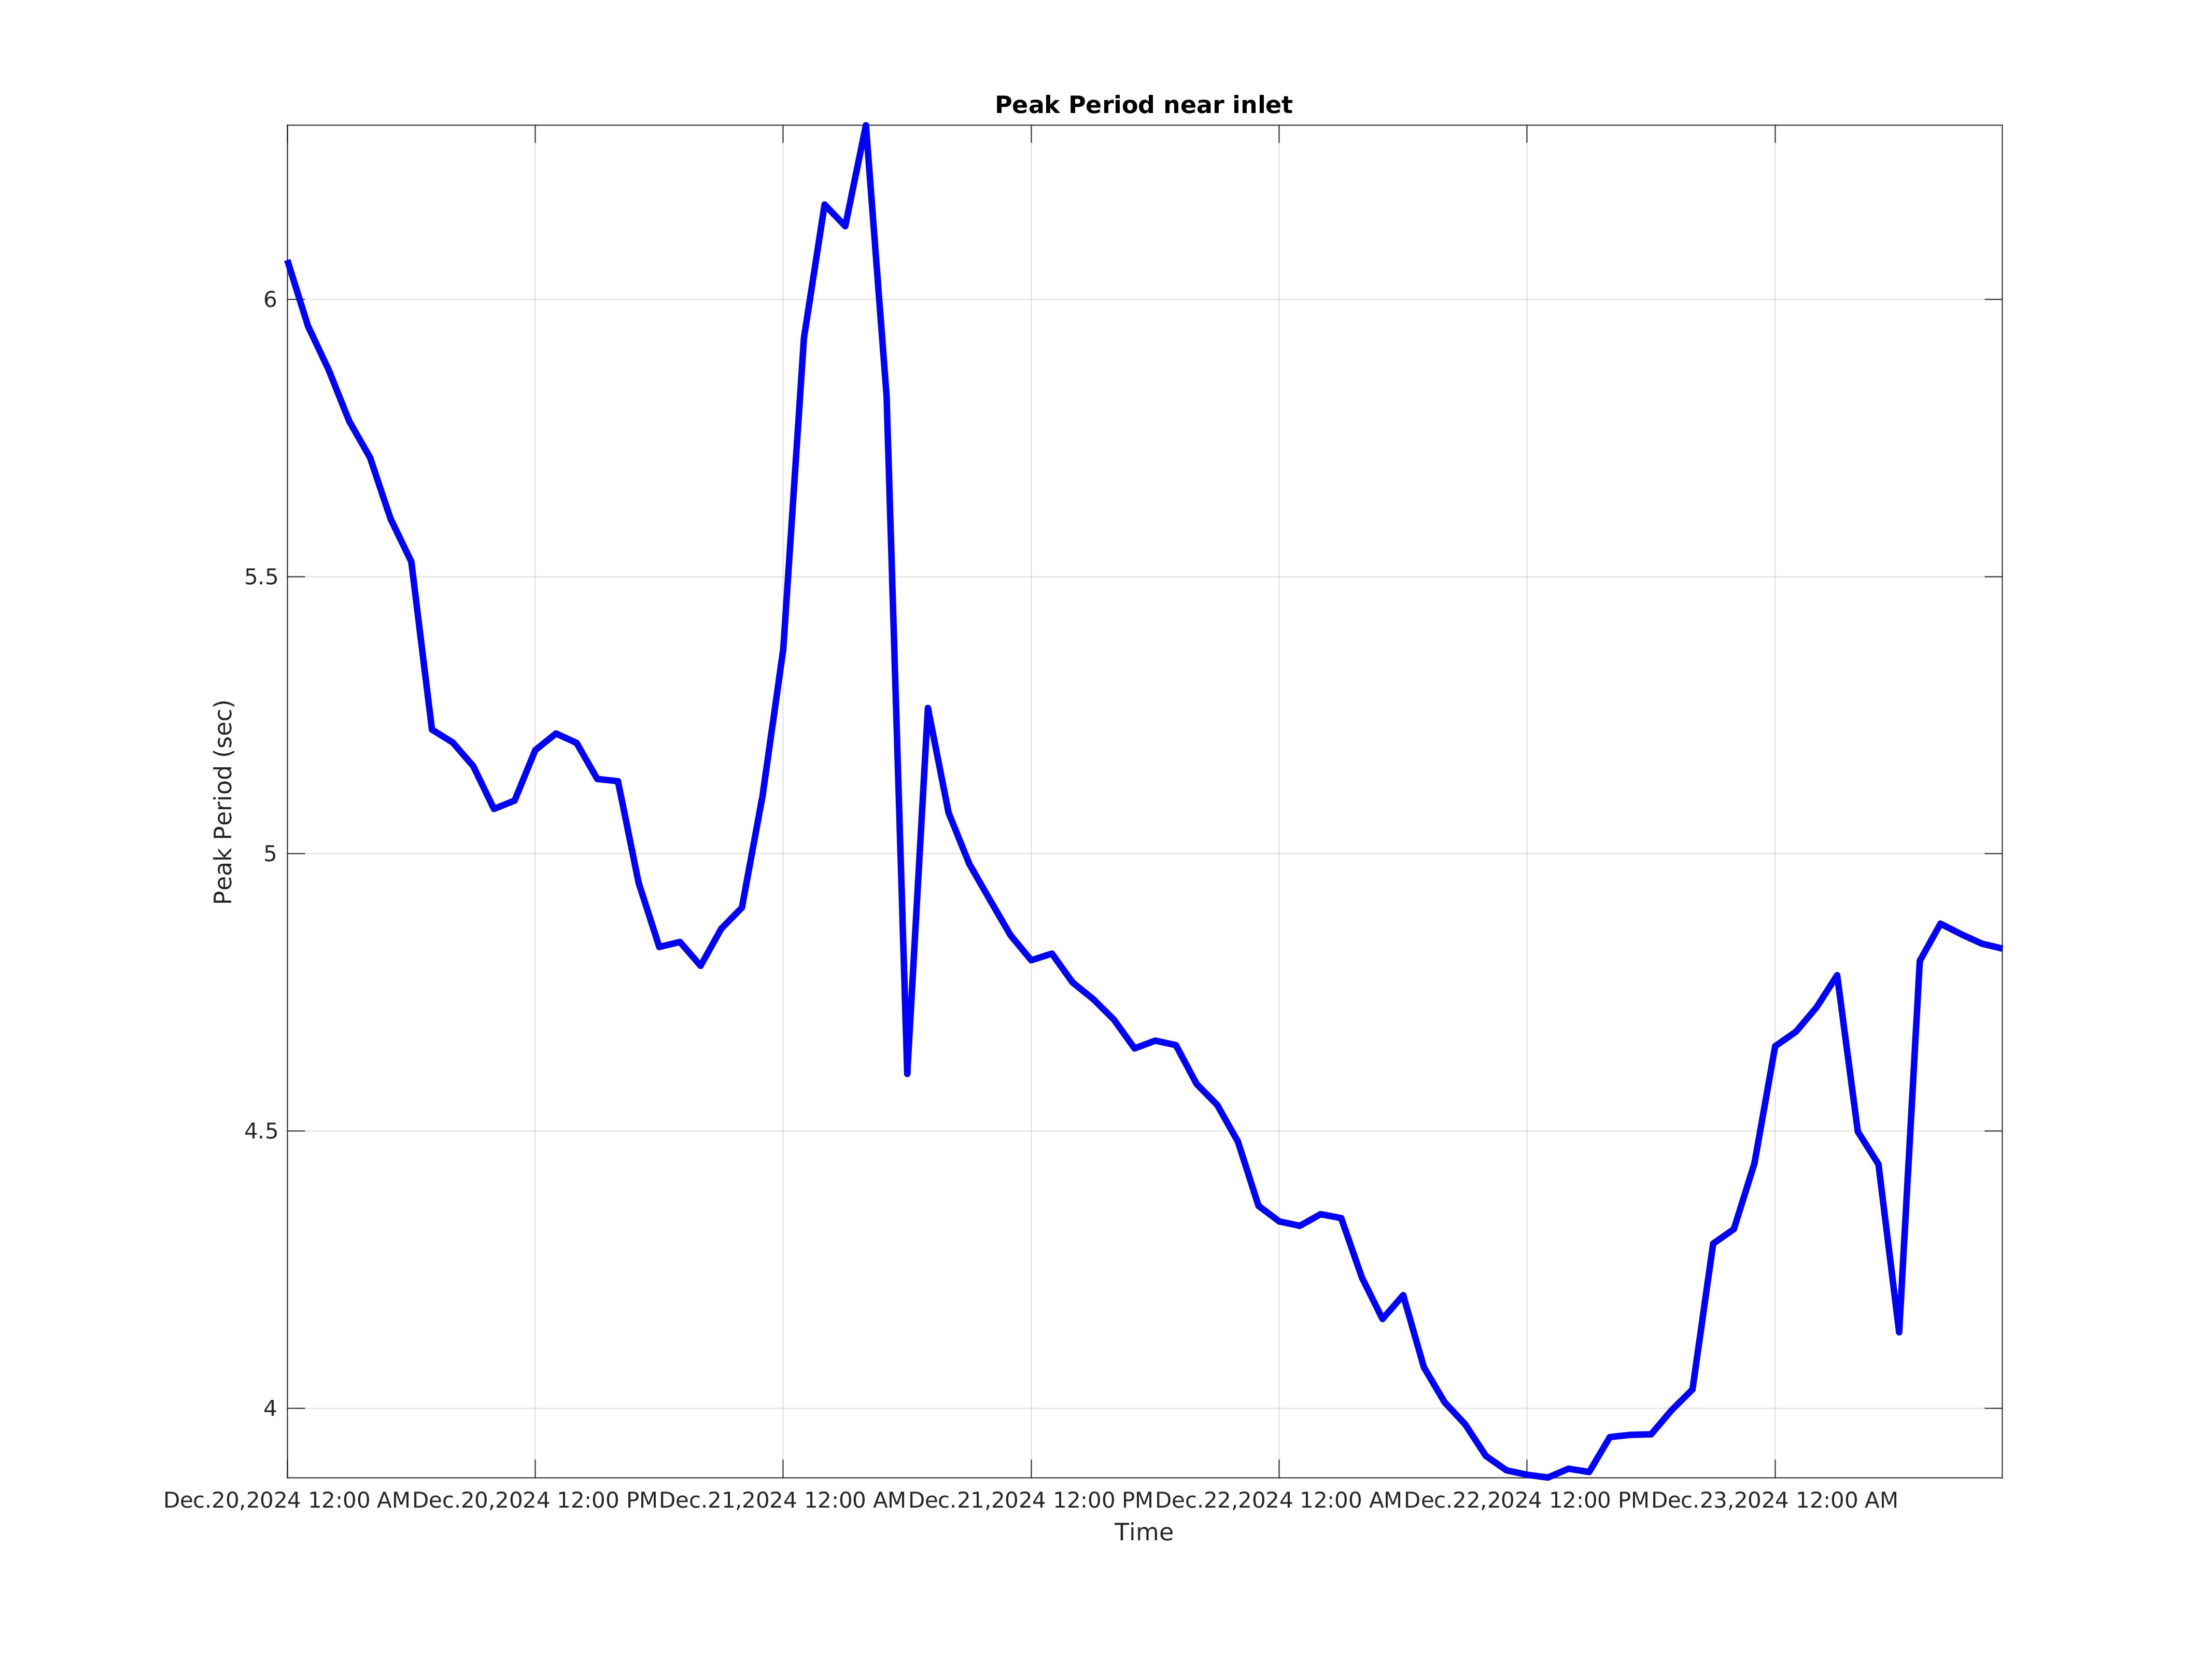 Peak Period near inlet
6
5.5
5
4.5
4
Peak Period (sec)
Dec.20,2024 12:00 AM Dec.20,2024 12:00 PM Dec.21,2024 12:00 AM Dec.21,2024 12:00 PM Dec.22,2024 12:00 AM Dec.22,2024 12:00 PM Dec.23,2024 12:00 AM
Time